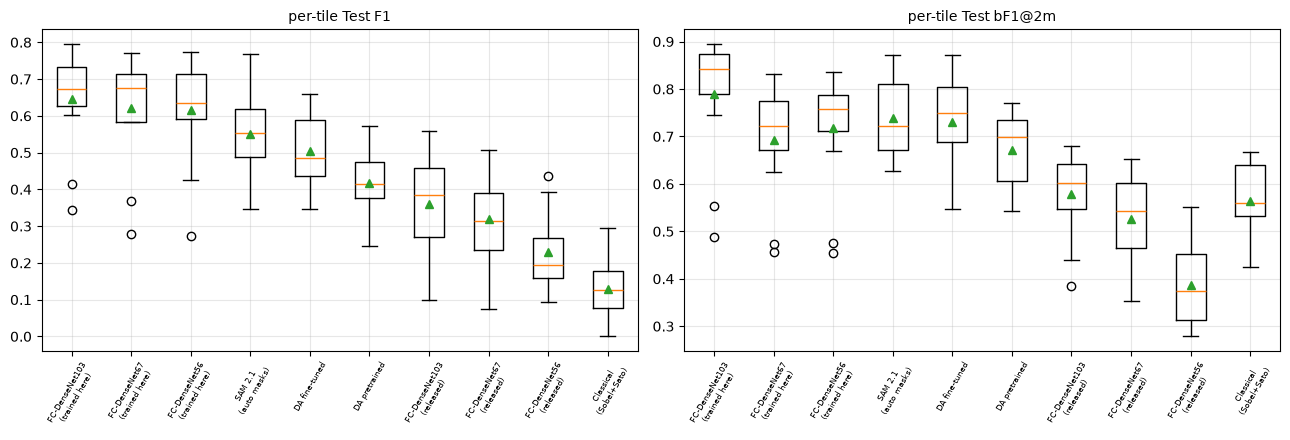 per-tile Test F1
0.8
0.7
0.6
0.5
0.4
0.3
0.2
0.1
0.0
FC-DenseNet103
(trained here)
FC-DenseNet67
(trained here)
FC-DenseNet56
(trained here)
SAM 2.1
(auto masks)
DA fine-tuned
DA pretrained
FC-DenseNet103
(released)
FC-DenseNet67
(released)
FC-DenseNet56
(released)
Classical
(Sobel+Sato)
per-tile Test bF1@2m
0.9
0.8
0.7
0.6
0.5
0.4
0.3
FC-DenseNet103
(trained here)
FC-DenseNet67
(trained here)
FC-DenseNet56
(trained here)
SAM 2.1
(auto masks)
DA fine-tuned
DA pretrained
FC-DenseNet103
(released)
FC-DenseNet67
(released)
FC-DenseNet56
(released)
Classical
(Sobel+Sato)